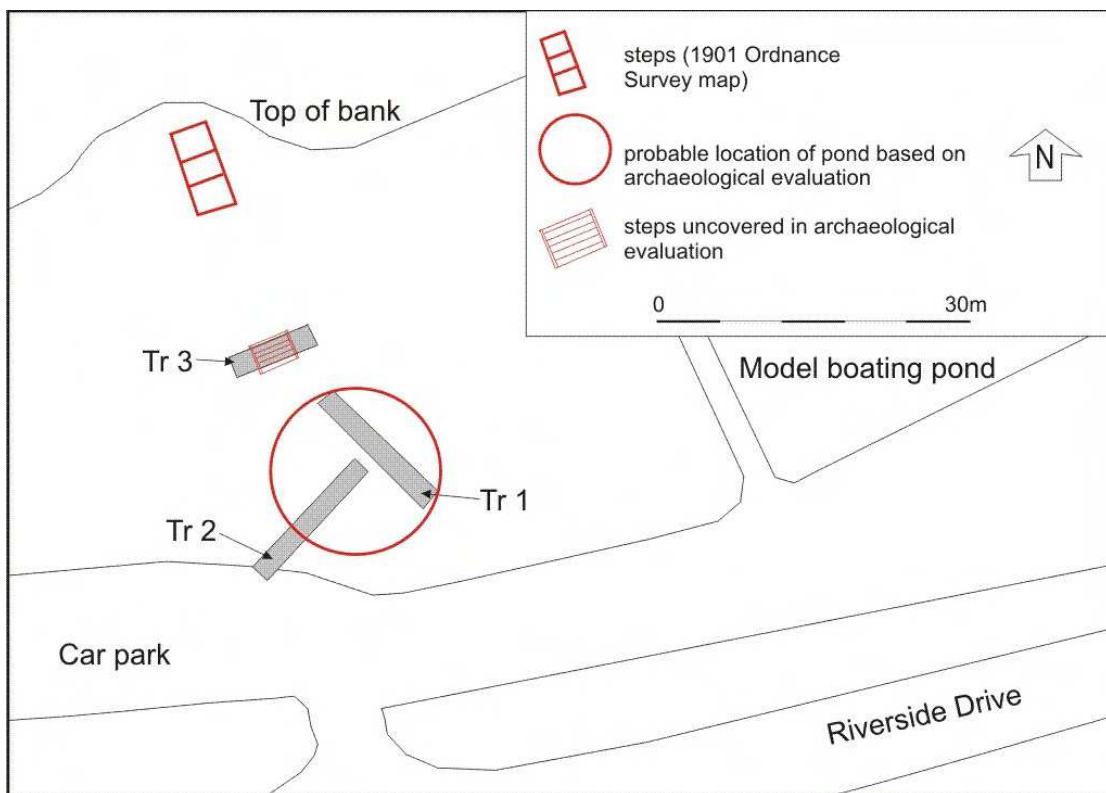 Top of bank
steps (1901 Ordnance
Survey map)
probable location of pond based on
archaeological evaluation
N
steps uncovered in archaeological
evaluation
0 30m
Tr 3
Model boating pond
Tr 1
Tr 2
Car park
Riverside Drive